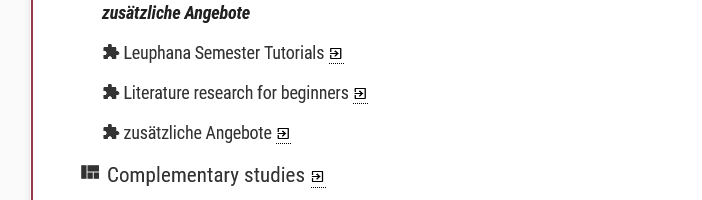 zusätzliche Angebote
Leuphana Semester Tutorials
Literature research for beginners
zusätzliche Angebote
Complementary studies